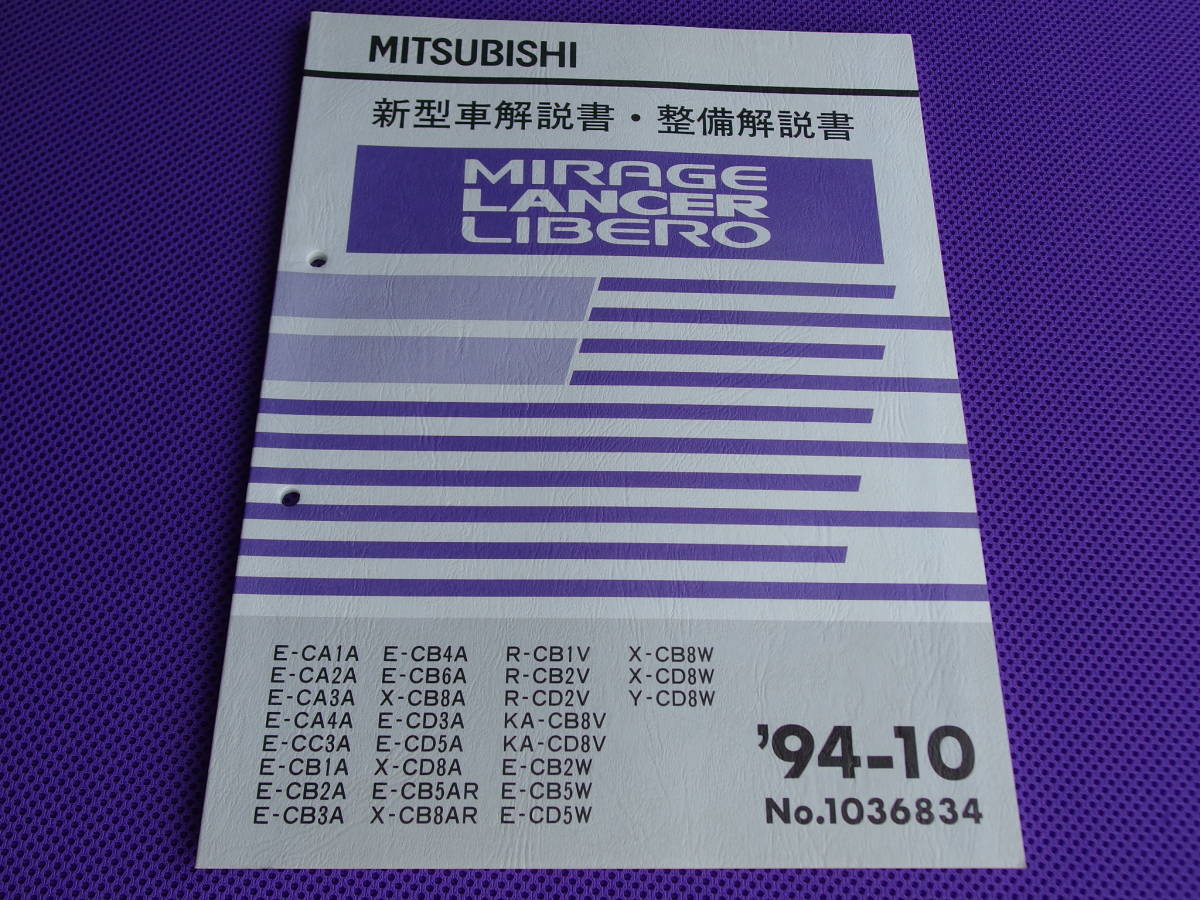 MITSUBISHI
新型車解説書・整備解説書
MIRAGE
LANCER
LIBERO
E-CA1A E-CB4A R-CB1V X-CB8W
E-CA2A E-CB6A R-CB2V X-CD8W
E-CA3A X-CB8A R-CD2V Y-CD8W
E-CA4A E-CD3A KA-CB8V
E-CC3A E-CD5A KA-CD8V
E-CB1A X-CD8A E-CB2W
E-CB2A E-CB5AR E-CB5W
E-CB3A X-CB8AR E-CD5W
'94-10
No.1036834